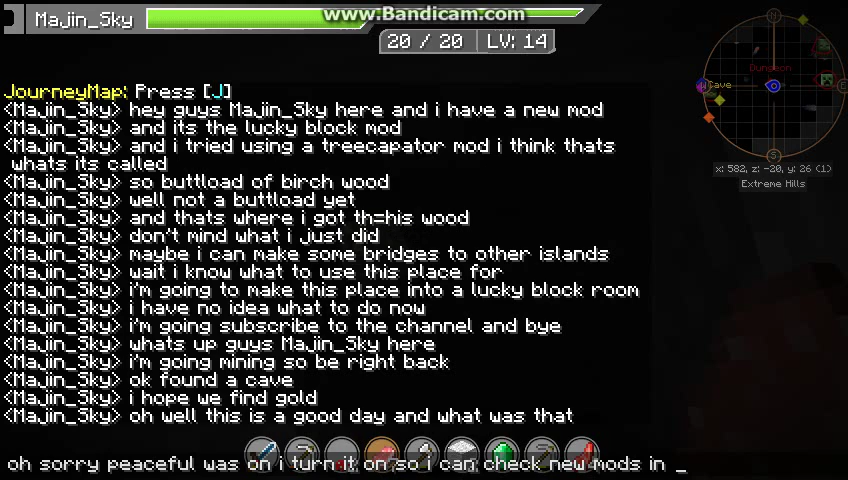 www.Bandicam.com
Majin_Sky
20 / 20 LV: 14
Dungeon
Cave
N
W
E
S
x: 582, z: -20, y: 26 (1)
Extreme Hills
JourneyMap: Press [J]
<Majin_Sky> hey guys Majin_Sky here and i have a new mod
<Majin_Sky> and its the lucky block mod
<Majin_Sky> and i tried using a treecapator mod i think thats
whats its called
<Majin_Sky> so buttload of birch wood
<Majin_Sky> well not a buttload yet
<Majin_Sky> and thats where i got th=his wood
<Majin_Sky> don't mind what i just did
<Majin_Sky> maybe i can make some bridges to other islands
<Majin_Sky> wait i know what to use this place for
<Majin_Sky> i'm going to make this place into a lucky block room
<Majin_Sky> i have no idea what to do now
<Majin_Sky> i'm going subscribe to the channel and bye
<Majin_Sky> whats up guys Majin_Sky here
<Majin_Sky> i'm going mining so be right back
<Majin_Sky> ok found a cave
<Majin_Sky> i hope we find gold
<Majin_Sky> oh well this is a good day and what was that
oh sorry peaceful was on i turn it on so i can check new mods in _